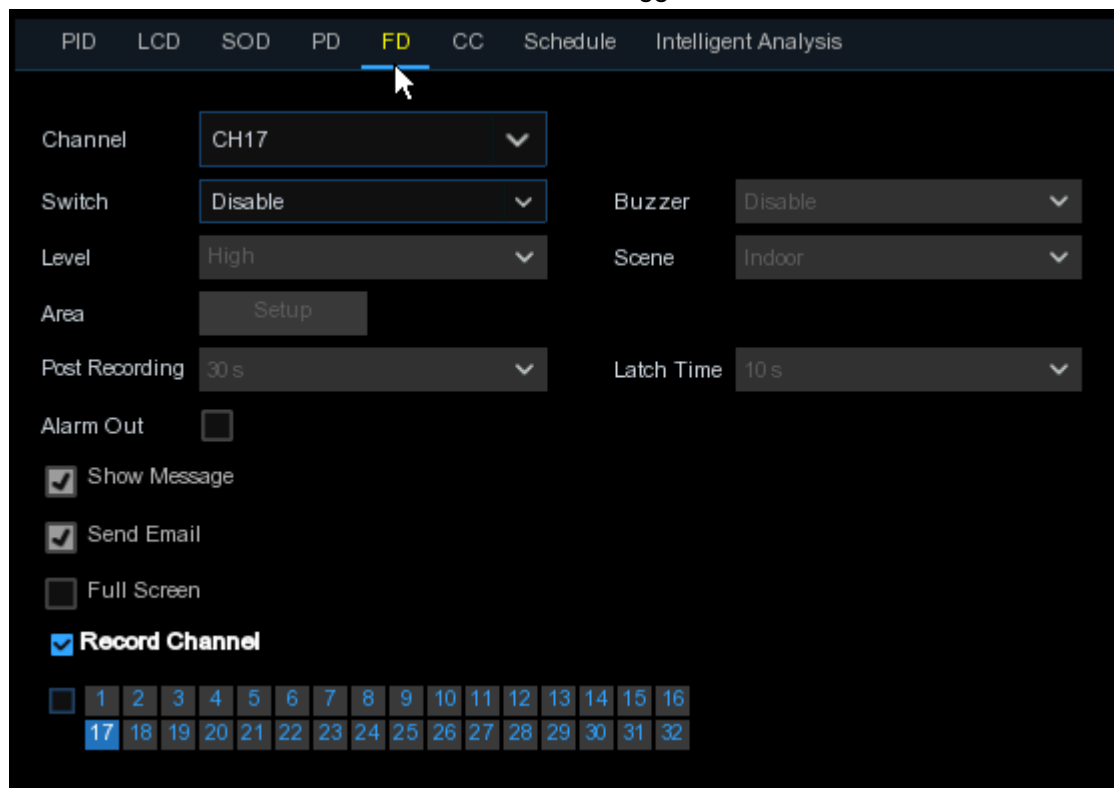 PID LCD SOD PD FD CC Schedule Intelligent Analysis
Channel CH17
Switch Disable Buzzer Disable
Level High Scene Indoor
Area Setup
Post Recording 30 s Latch Time 10 s
Alarm Out
Show Message
Send Email
Full Screen
Record Channel
1 2 3 4 5 6 7 8 9 10 11 12 13 14 15 16
17 18 19 20 21 22 23 24 25 26 27 28 29 30 31 32